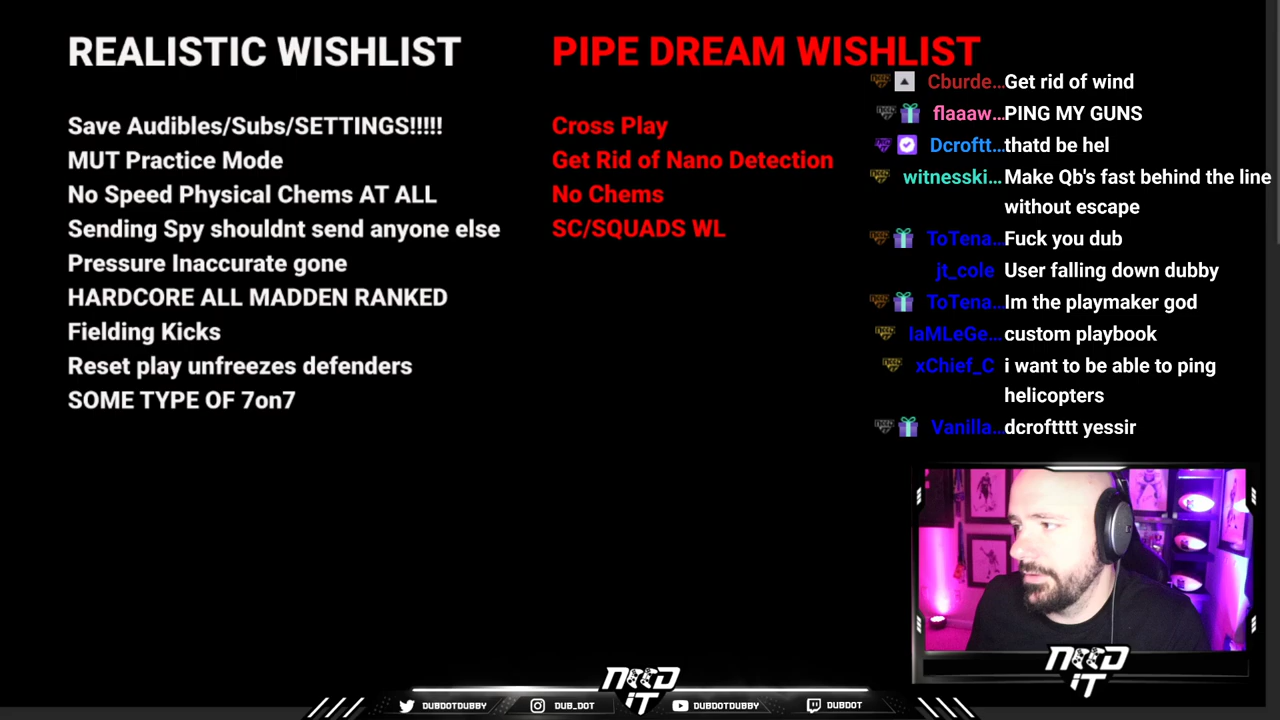 REALISTIC WISHLIST
Save Audibles/Subs/SETTINGS!!!!!
MUT Practice Mode
No Speed Physical Chems AT ALL
Sending Spy shouldnt send anyone else
Pressure Inaccurate gone
HARDCORE ALL MADDEN RANKED
Fielding Kicks
Reset play unfreezes defenders
SOME TYPE OF 7on7
PIPE DREAM WISHLIST
Cross Play
Get Rid of Nano Detection
No Chems
SC/SQUADS WL
Cburde... Get rid of wind
flaaaw... PING MY GUNS
Dcroftt... thatd be hel
witnesski... Make Qb's fast behind the line
without escape
ToTena... Fuck you dub
jt_cole User falling down dubby
ToTena... Im the playmaker god
IaMLeGe... custom playbook
xChief_C i want to be able to ping
helicopters
Vanilla... dcroftttt yessir
NEED
IT
NEED
IT
DUBDOTDUBBY
DUB_DOT
DUBDOTDUBBY
DUBDOT